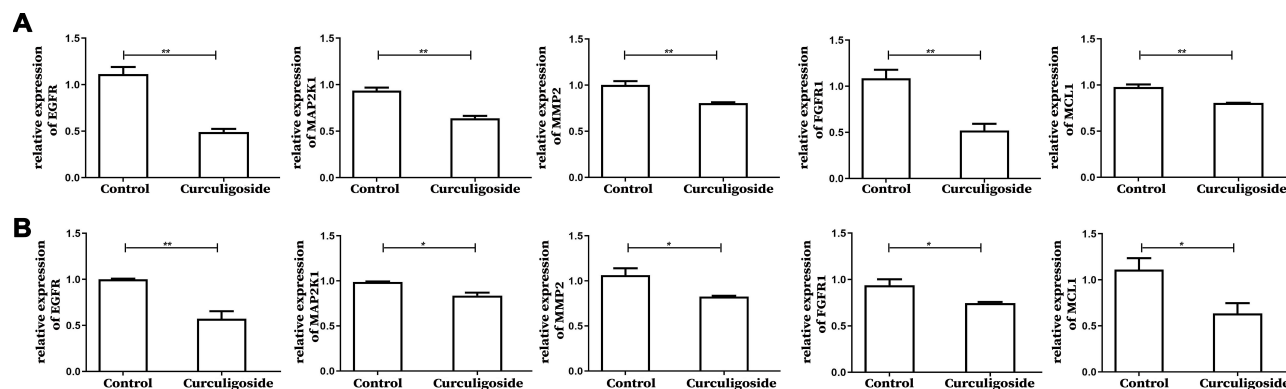 A
relative expression
of EGFR
1.5
1.0
0.5
0.0
**
Control
Curculigoside
relative expression
of MAP2K1
1.5
1.0
0.5
0.0
**
Control
Curculigoside
relative expression
of MMP2
1.5
1.0
0.5
0.0
**
Control
Curculigoside
relative expression
of FGFR1
1.5
1.0
0.5
0.0
**
Control
Curculigoside
relative expression
of MCL1
1.5
1.0
0.5
0.0
**
Control
Curculigoside
B
relative expression
of EGFR
1.5
1.0
0.5
0.0
**
Control
Curculigoside
relative expression
of MAP2K1
1.5
1.0
0.5
0.0
*
Control
Curculigoside
relative expression
of MMP2
1.5
1.0
0.5
0.0
*
Control
Curculigoside
relative expression
of FGFR1
1.5
1.0
0.5
0.0
*
Control
Curculigoside
relative expression
of MCL1
1.5
1.0
0.5
0.0
*
Control
Curculigoside